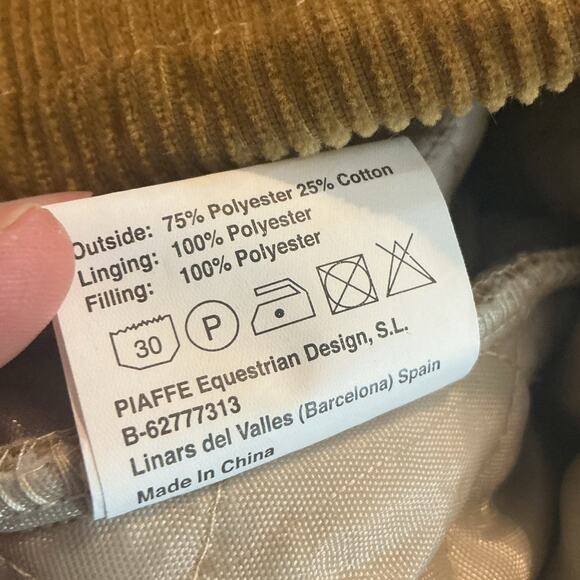 Outside: 75% Polyester 25% Cotton
Linging: 100% Polyester
Filling: 100% Polyester
30 P
PIAFFE Equestrian Design, S.L.
B-62777313
Linars del Valles (Barcelona) Spain
Made In China